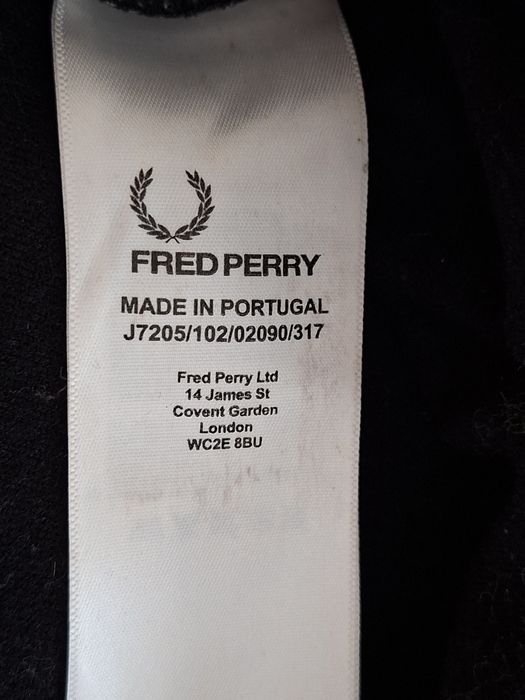 FRED PERRY
MADE IN PORTUGAL
J7205/102/02090/317
Fred Perry Ltd
14 James St
Covent Garden
London
WC2E 8BU